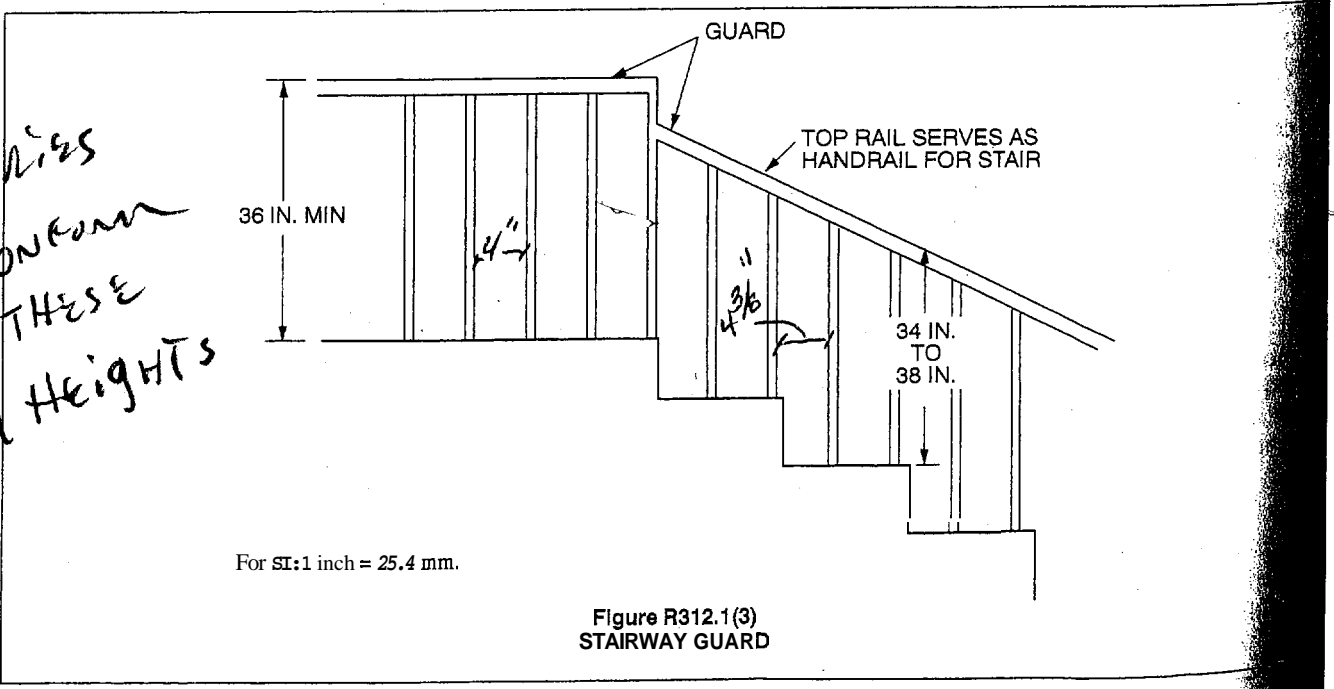 GUARD
TOP RAIL SERVES AS
HANDRAIL FOR STAIR
36 IN. MIN
THESE
HEigHTS
4"
4 3/8"
34 IN.
TO
38 IN.
For SI:1 inch = 25.4 mm.
Figure R312.1(3)
STAIRWAY GUARD